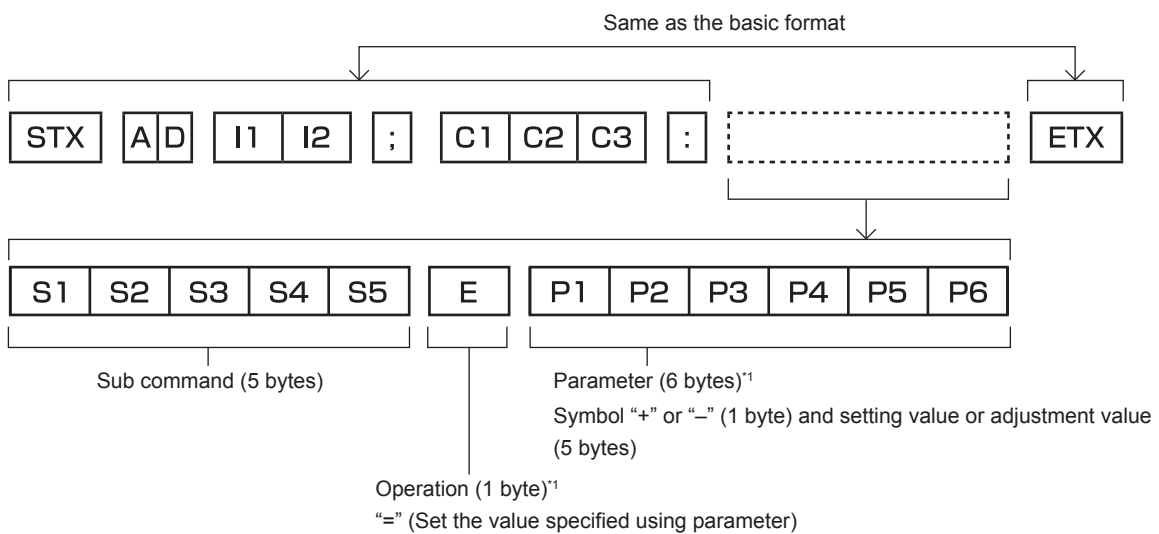 Same as the basic format
STX A D I1 I2 ; C1 C2 C3 : ETX
S1 S2 S3 S4 S5 E P1 P2 P3 P4 P5 P6
Sub command (5 bytes)
Parameter (6 bytes)*1
Symbol “+” or “–” (1 byte) and setting value or adjustment value
(5 bytes)
Operation (1 byte)*1
“=” (Set the value specified using parameter)